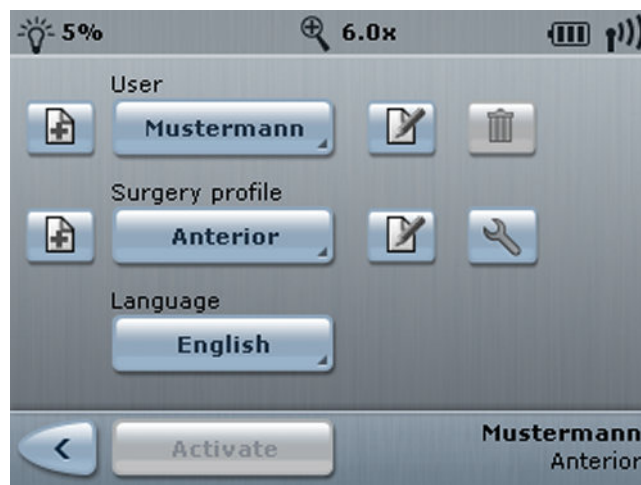 5% 6.0x
User
Mustermann
Surgery profile
Anterior
Language
English
Activate
Mustermann
Anterior